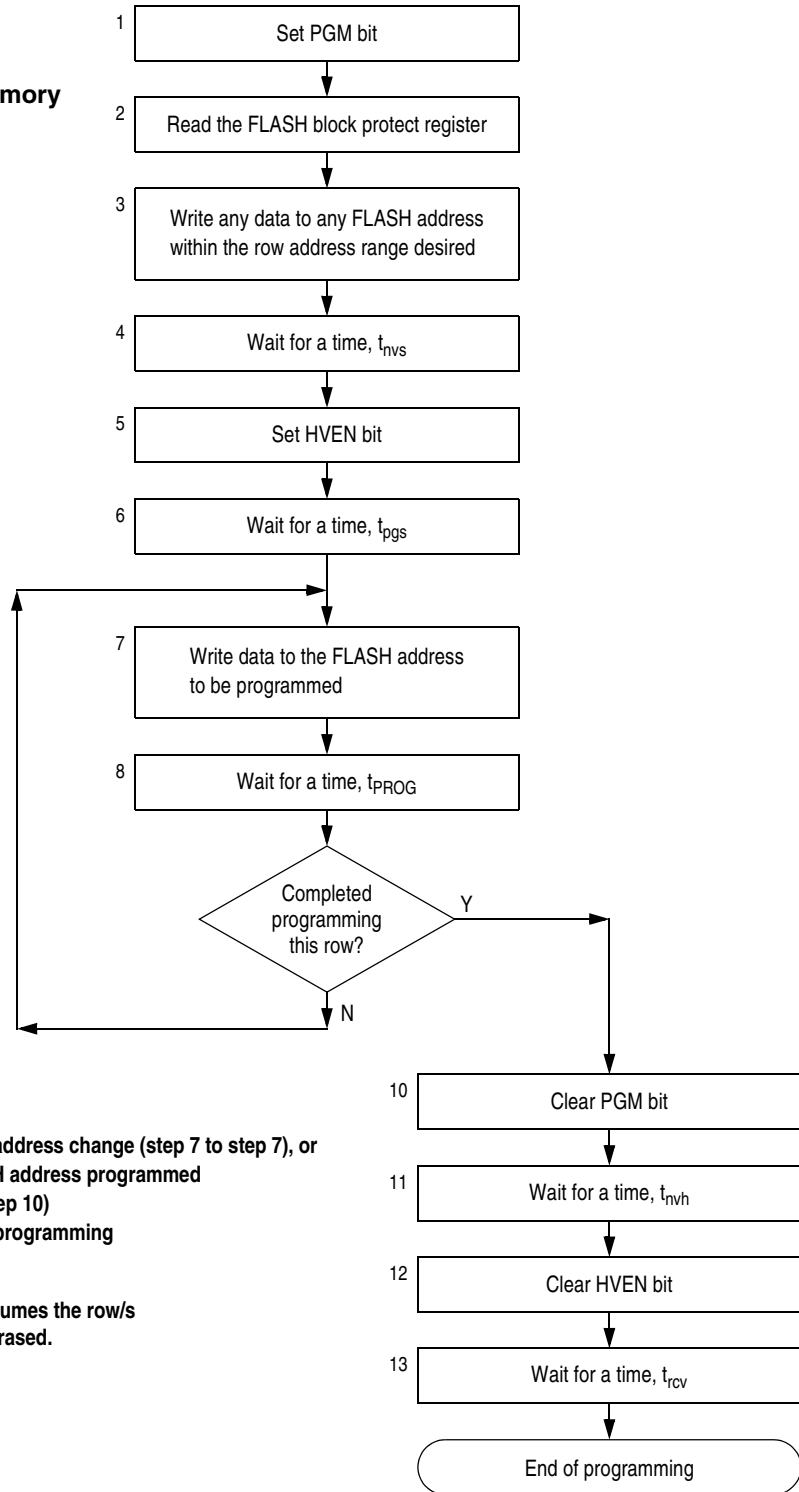 1
Set PGM bit
mory
2
Read the FLASH block protect register
3
Write any data to any FLASH address
within the row address range desired
4
Wait for a time, tnvs
5
Set HVEN bit
6
Wait for a time, tpgs
7
Write data to the FLASH address
to be programmed
8
Wait for a time, tPROG
Completed
programming
this row?
Y
N
10
Clear PGM bit
address change (step 7 to step 7), or
H address programmed
ep 10)
programming
11
Wait for a time, tnvh
12
Clear HVEN bit
umes the row/s
rased.
13
Wait for a time, trcv
End of programming